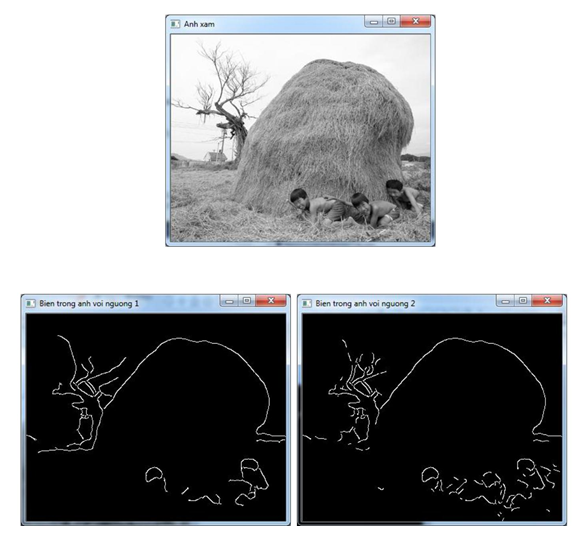 Anh xam
Bien trong anh voi nguong 1
Bien trong anh voi nguong 2